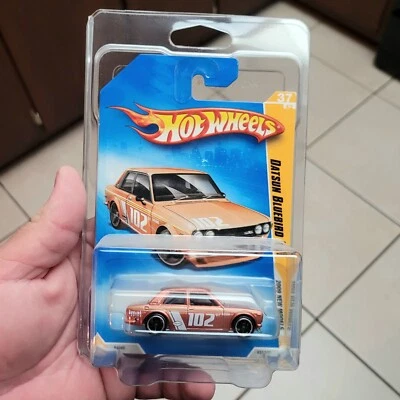 37
HOT WHEELS
DATSUN BLUEBIRD
2009 NEW MODELS
102
102